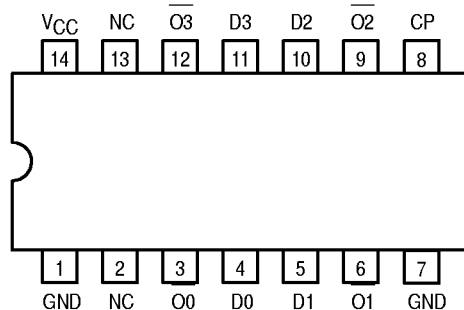 VCC NC O3 D3 D2 O2 CP
14 13 12 11 10 9 8
1 2 3 4 5 6 7
GND NC O0 D0 D1 O1 GND